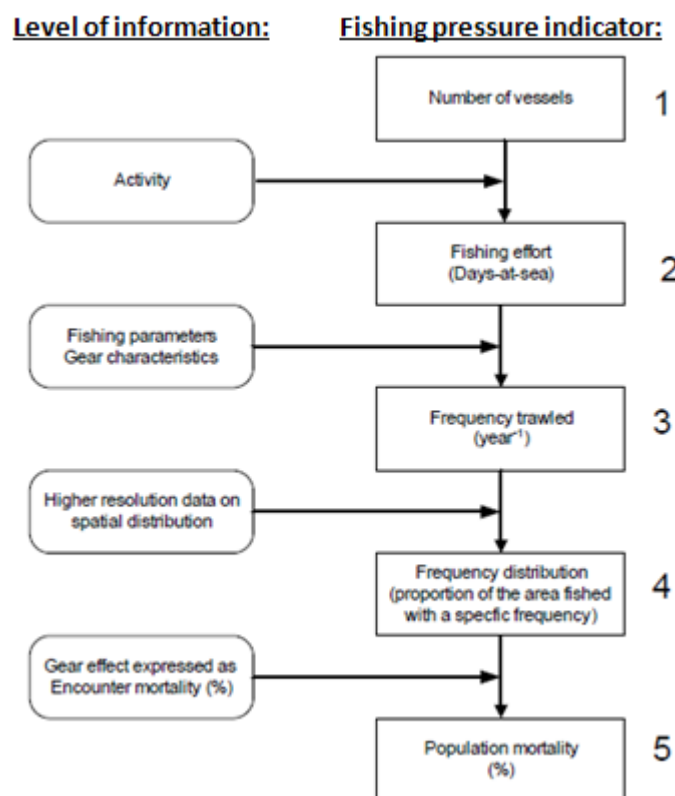 Level of information:
Fishing pressure indicator:
Number of vessels
1
Activity
Fishing effort
(Days-at-sea)
2
Fishing parameters
Gear characteristics
Frequency trawled
(year⁻¹)
3
Higher resolution data on
spatial distribution
Frequency distribution
(proportion of the area fished
with a specfic frequency)
4
Gear effect expressed as
Encounter mortality (%)
Population mortality
(%)
5